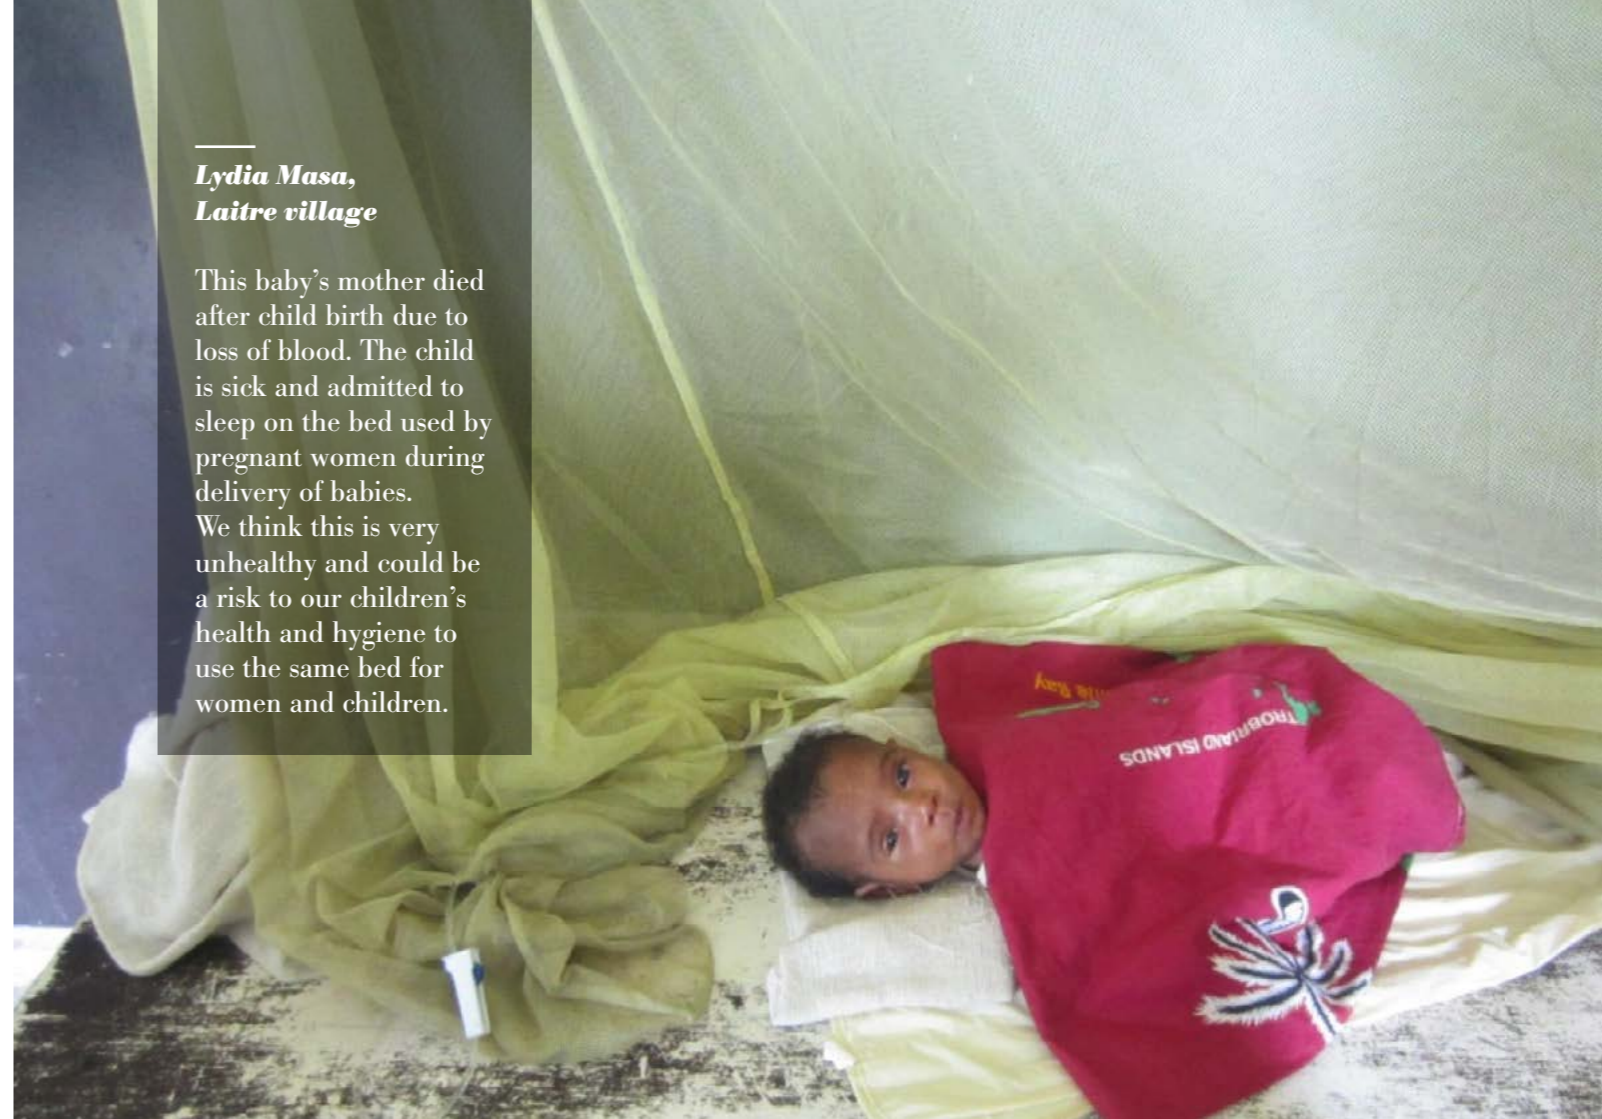 Lydia Masa,
Laitre village
This baby’s mother died
after child birth due to
loss of blood. The child
is sick and admitted to
sleep on the bed used by
pregnant women during
delivery of babies.
We think this is very
unhealthy and could be
a risk to our children’s
health and hygiene to
use the same bed for
women and children.
Ray
TROBRIAND ISLANDS